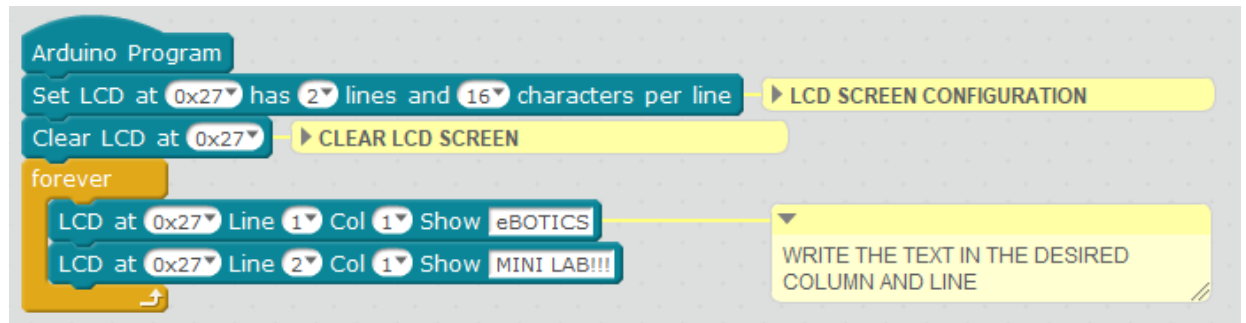 Arduino Program
Set LCD at 0x27 has 2 lines and 16 characters per line
LCD SCREEN CONFIGURATION
Clear LCD at 0x27
CLEAR LCD SCREEN
forever
LCD at 0x27 Line 1 Col 1 Show eBOTICS
LCD at 0x27 Line 2 Col 1 Show MINI LAB!!!
WRITE THE TEXT IN THE DESIRED
COLUMN AND LINE